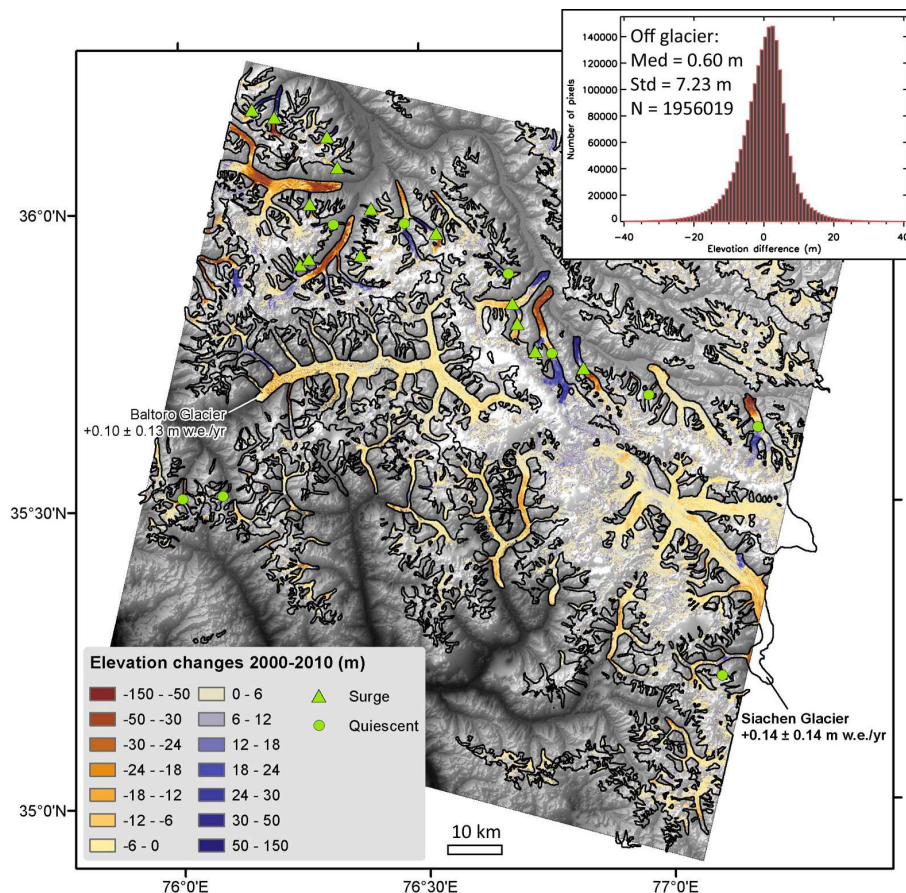 Off glacier:
Med = 0.60 m
Std = 7.23 m
N = 1956019
Number of pixels
140000
120000
100000
80000
60000
40000
20000
0
-40 -20 0 20 40
Elevation difference (m)
36°0'N
35°30'N
35°0'N
Baltoro Glacier
+0.10 ± 0.13 m w.e./yr
Siachen Glacier
+0.14 ± 0.14 m w.e./yr
Elevation changes 2000-2010 (m)
-150 - -50
-50 - -30
-30 - -24
-24 - -18
-18 - -12
-12 - -6
-6 - 0
0 - 6
6 - 12
12 - 18
18 - 24
24 - 30
30 - 50
50 - 150
Surge
Quiescent
10 km
76°0'E 76°30'E 77°0'E